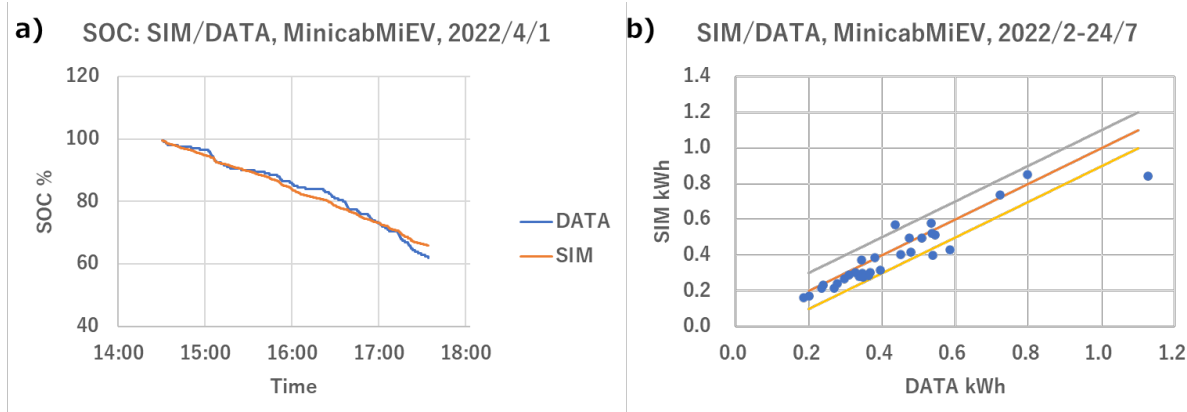 a) SOC: SIM/DATA, MinicabMiEV, 2022/4/1
120
100
80
60
40
SOC %
14:00 15:00 16:00 17:00 18:00
Time
DATA
SIM
b) SIM/DATA, MinicabMiEV, 2022/2-24/7
1.4
1.2
1.0
0.8
0.6
0.4
0.2
0.0
SIM kWh
0.0 0.2 0.4 0.6 0.8 1.0 1.2
DATA kWh